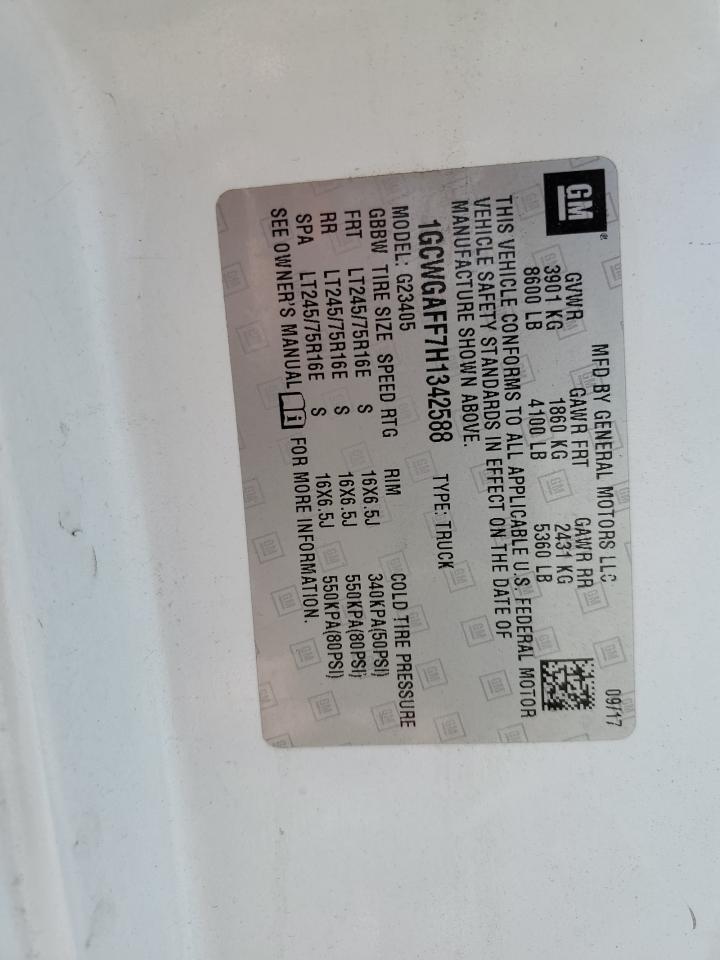 GM®
MFD BY GENERAL MOTORS LLC 09/17
GVWR GAWR FRT GAWR RR
3901 KG 1860 KG 2431 KG
8600 LB 4100 LB 5360 LB
THIS VEHICLE CONFORMS TO ALL APPLICABLE U.S. FEDERAL MOTOR
VEHICLE SAFETY STANDARDS IN EFFECT ON THE DATE OF
MANUFACTURE SHOWN ABOVE.
1GCWGAFF7H1342588 TYPE: TRUCK
MODEL: G23405
GBBW TIRE SIZE SPEED RTG RIM COLD TIRE PRESSURE
FRT LT245/75R16E S 16X6.5J 340KPA(50PSI)
RR LT245/75R16E S 16X6.5J 550KPA(80PSI)
SPA LT245/75R16E S 16X6.5J 550KPA(80PSI)
SEE OWNER'S MANUAL FOR MORE INFORMATION.